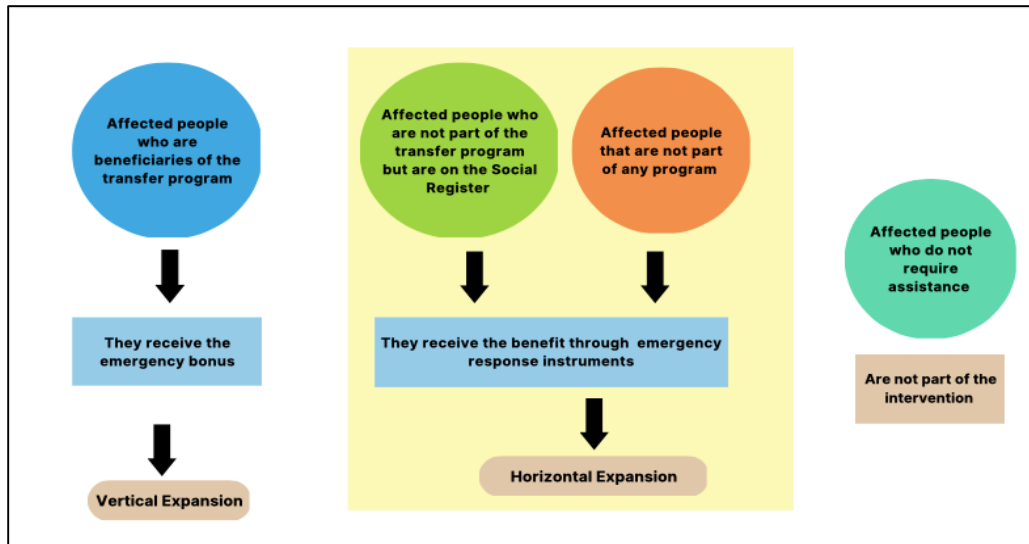 Affected people
who are
beneficiaries of the
transfer program
Affected people who
are not part of the
transfer program
but are on the Social
Register
Affected people
that are not part
of any program
Affected people
who do not
require
assistance
They receive the
emergency bonus
They receive the benefit through emergency
response instruments
Are not part of the
intervention
Vertical Expansion
Horizontal Expansion